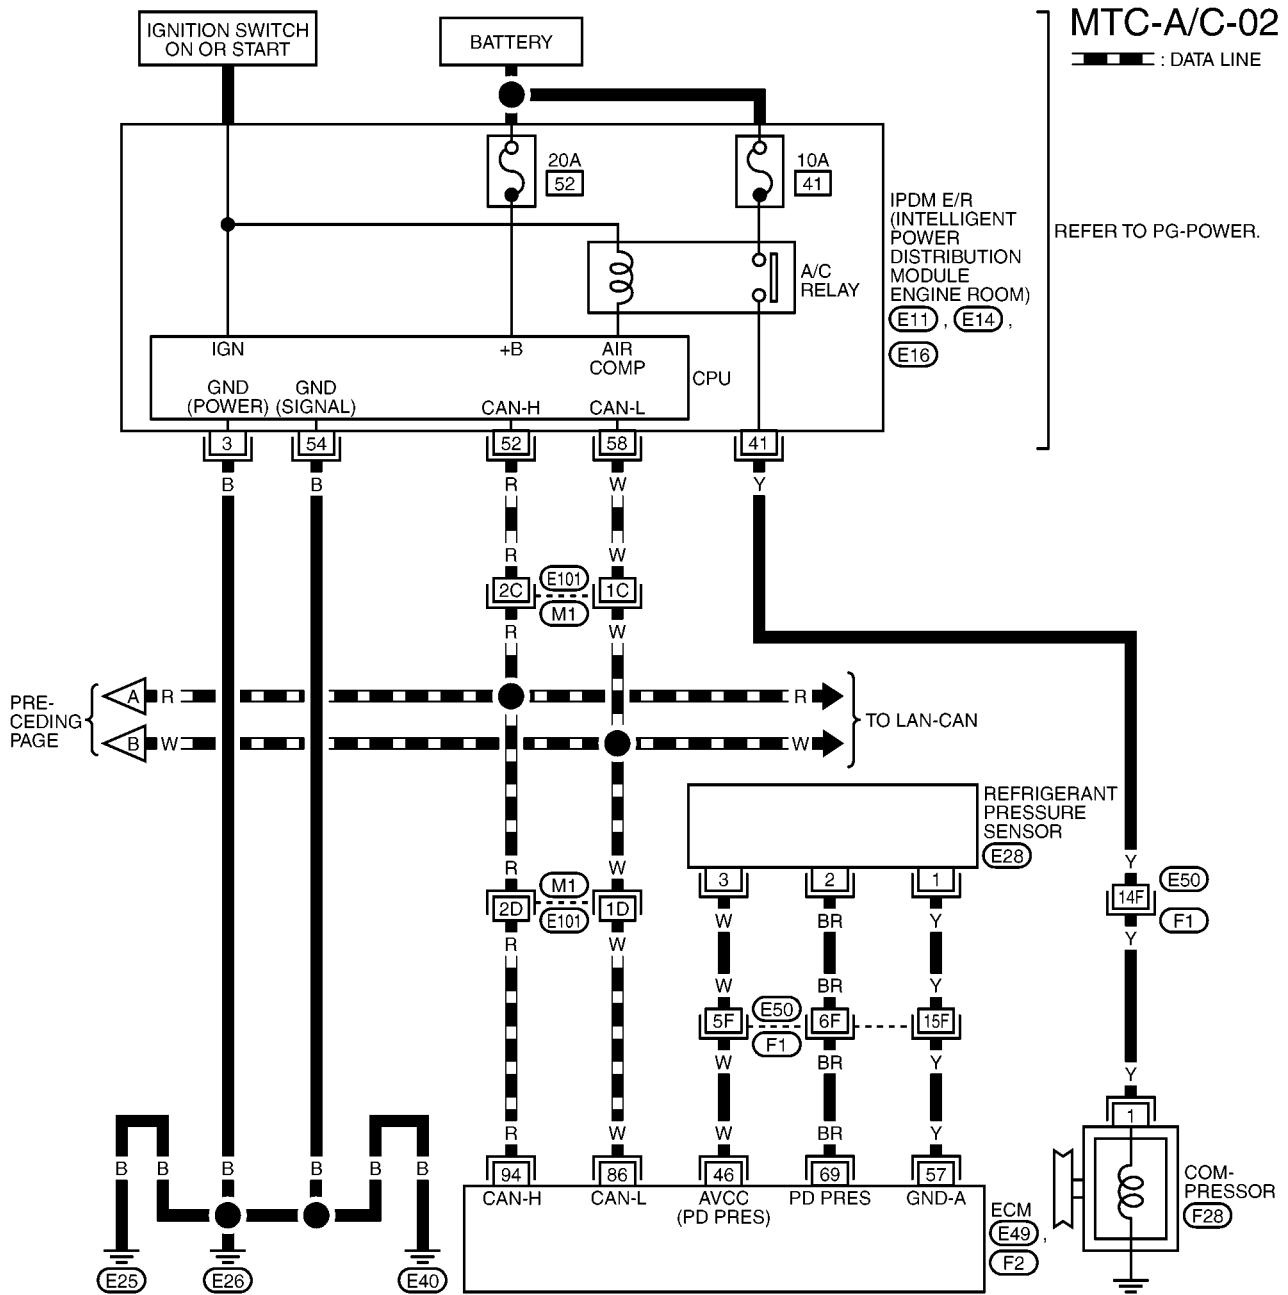 MTC-A/C-02
: DATA LINE
IGNITION SWITCH
ON OR START
BATTERY
20A
52
10A
41
IPDM E/R
(INTELLIGENT
POWER
DISTRIBUTION
MODULE
ENGINE ROOM)
E11 , E14 ,
E16
REFER TO PG-POWER.
A/C
RELAY
IGN
+B
AIR
COMP
CPU
GND
(POWER)
GND
(SIGNAL)
CAN-H
CAN-L
3
54
52
58
41
B
B
R
W
Y
R
W
2C
E101
M1
1C
R
W
PRE-
CEDING
PAGE
A
R
R
B
W
W
TO LAN-CAN
REFRIGERANT
PRESSURE
SENSOR
E28
3
2
1
R
W
2D
M1
E101
1D
R
W
W
BR
Y
Y
14F
E50
F1
Y
W
BR
Y
5F
E50
F1
6F
15F
W
BR
Y
Y
R
W
W
BR
Y
1
B
B
B
B
B
B
94
86
46
69
57
CAN-H
CAN-L
AVCC
(PD PRES)
PD PRES
GND-A
ECM
E49 ,
F2
COM-
PRESSOR
F28
E25
E26
E40